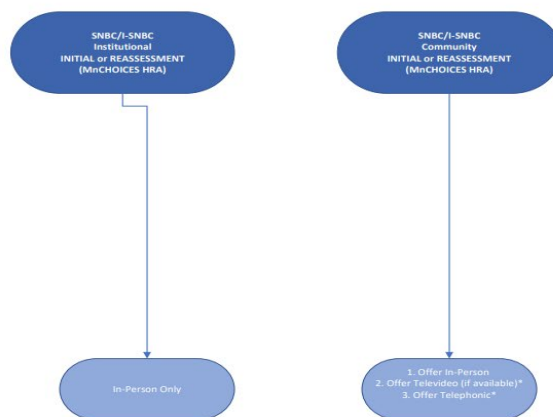 SNBC/I-SNBC
Institutional
INITIAL or REASSESSMENT
(MnCHOICES HRA)
SNBC/I-SNBC
Community
INITIAL or REASSESSMENT
(MnCHOICES HRA)
In-Person Only
1. Offer In-Person
2. Offer Televideo (if available)*
3. Offer Telephonic*